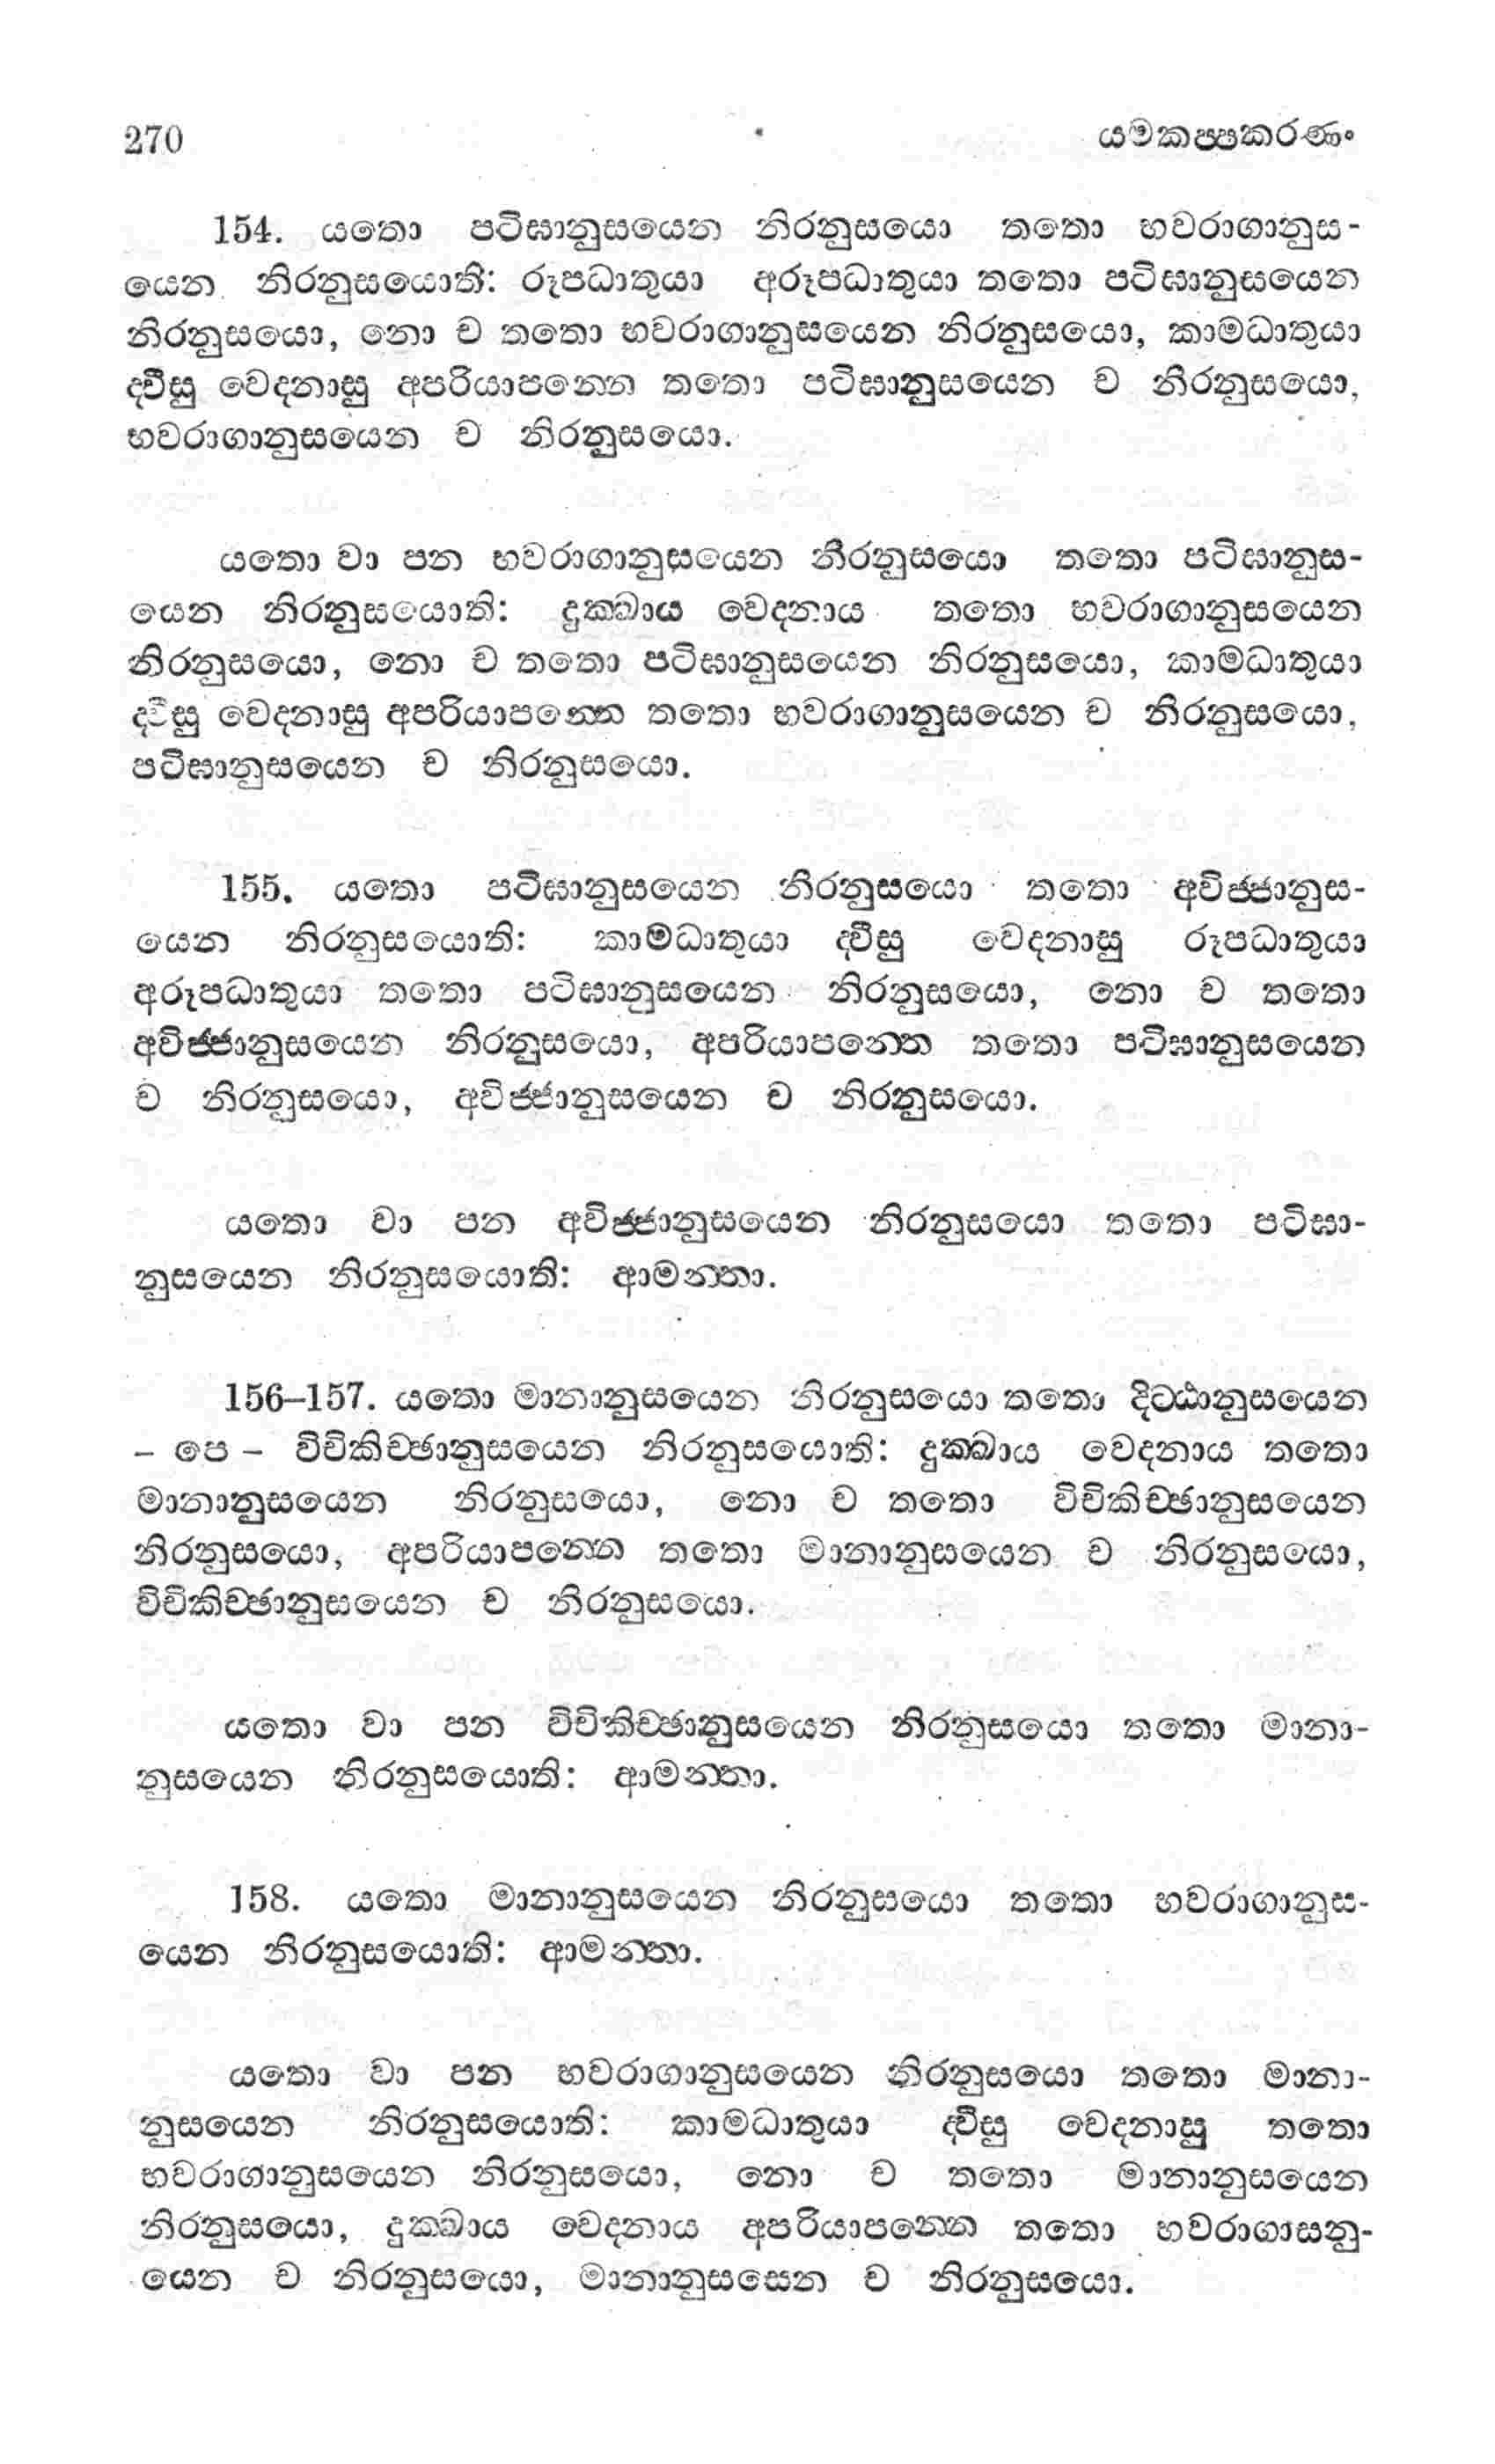 270 යමකප්පකරණං
154. යතො පටිඝානුසයෙන නිරනුසයො තතො භවරාගානුස-
යෙන නිරනුසයොති: රූපධාතුයා අරූපධාතුයා තතො පටිඝානුසයෙන
නිරනුසයො, නො ච තතො භවරාගානුසයෙන නිරනුසයො, කාමධාතුයා
ද්වීසු වෙදනාසු අපරියාපන්නෙ තතො පටිඝානුසයෙන ච නිරනුසයො,
භවරාගානුසයෙන ච නිරනුසයො.
යතො වා පන භවරාගානුසයෙන නිරනුසයො තතො පටිඝානුස-
යෙන නිරනුසයොති: දුක්ඛාය වෙදනාය තතො භවරාගානුසයෙන
නිරනුසයො, නො ච තතො පටිඝානුසයෙන නිරනුසයො, කාමධාතුයා
ද්වීසු වෙදනාසු අපරියාපන්නෙ තතො භවරාගානුසයෙන ච නිරනුසයො,
පටිඝානුසයෙන ච නිරනුසයො.
155. යතො පටිඝානුසයෙන නිරනුසයො තතො අවිජ්ජානුස-
යෙන නිරනුසයොති: කාමධාතුයා ද්වීසු වෙදනාසු රූපධාතුයා
අරූපධාතුයා තතො පටිඝානුසයෙන නිරනුසයො, නො ච තතො
අවිජ්ජානුසයෙන නිරනුසයො, අපරියාපන්නෙ තතො පටිඝානුසයෙන
ච නිරනුසයො, අවිජ්ජානුසයෙන ච නිරනුසයො.
යතො වා පන අවිජ්ජානුසයෙන නිරනුසයො තතො පටිඝා-
නුසයෙන නිරනුසයොති: ආමන්තා.
156–157. යතො මානානුසයෙන නිරනුසයො තතො දිට්ඨානුසයෙන
– පෙ – විචිකිච්ඡානුසයෙන නිරනුසයොති: දුක්ඛාය වෙදනාය තතො
මානානුසයෙන නිරනුසයො, නො ච තතො විචිකිච්ඡානුසයෙන
නිරනුසයො, අපරියාපන්නෙ තතො මානානුසයෙන ච නිරනුසයො,
විචිකිච්ඡානුසයෙන ච නිරනුසයො.
යතො වා පන විචිකිච්ඡානුසයෙන නිරනුසයො තතො මානා-
නුසයෙන නිරනුසයොති: ආමන්තා.
158. යතො මානානුසයෙන නිරනුසයො තතො භවරාගානුස-
යෙන නිරනුසයොති: ආමන්තා.
යතො වා පන භවරාගානුසයෙන නිරනුසයො තතො මානා-
නුසයෙන නිරනුසයොති: කාමධාතුයා ද්වීසු වෙදනාසු තතො
භවරාගානුසයෙන නිරනුසයො, නො ච තතො මානානුසයෙන
නිරනුසයො, දුක්ඛාය වෙදනාය අපරියාපන්නෙ තතො භවරාගාසනු-
යෙන ච නිරනුසයො, මානානුසසෙන ච නිරනුසයො.